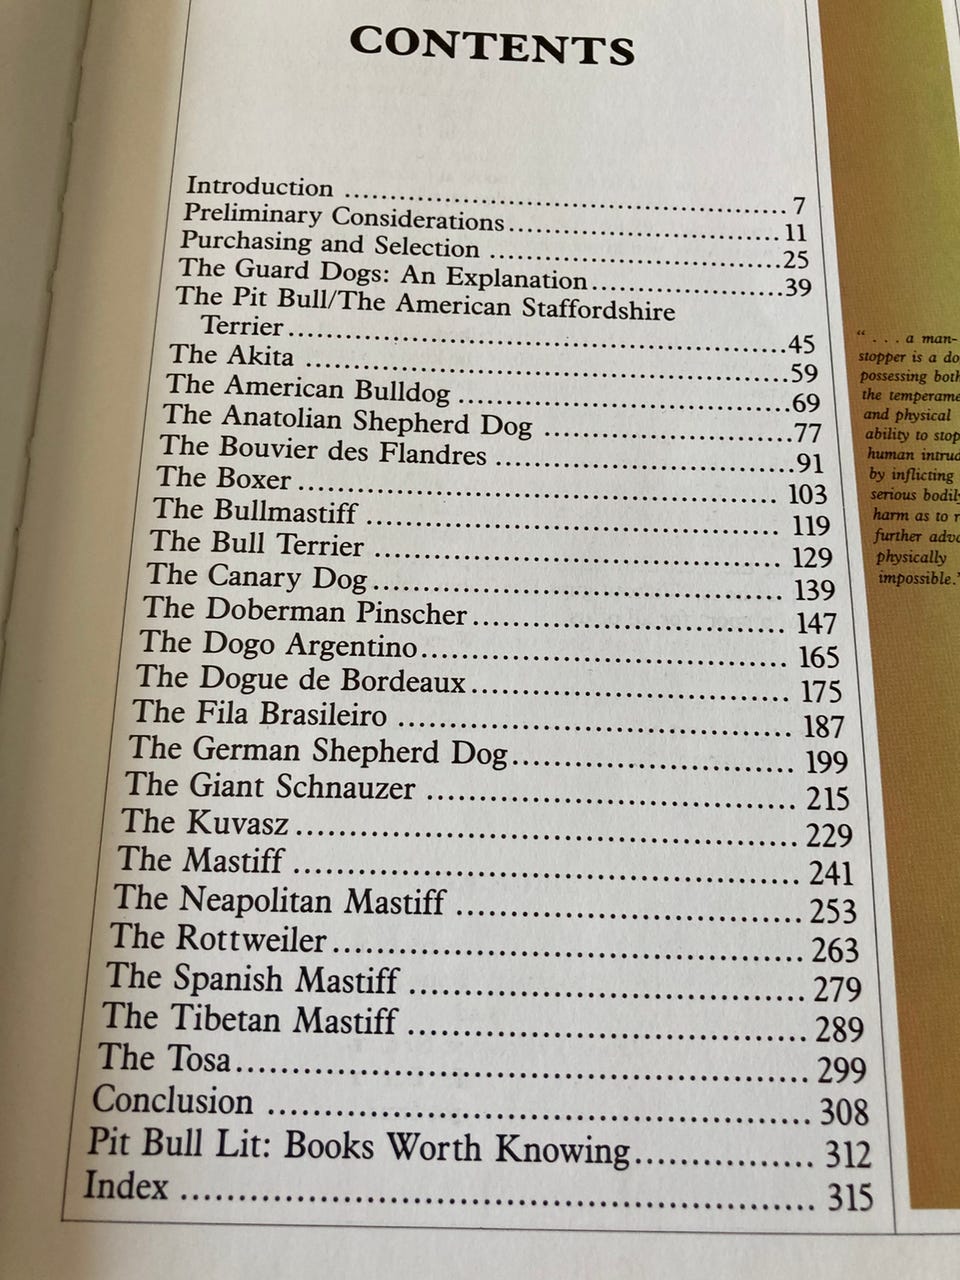 CONTENTS
Introduction ........................................................ 7
Preliminary Considerations.................................. 11
Purchasing and Selection .....................................25
The Guard Dogs: An Explanation........................39
The Pit Bull/The American Staffordshire
Terrier..............................................................45
The Akita .............................................................59
The American Bulldog ..........................................69
The Anatolian Shepherd Dog ...............................77
The Bouvier des Flandres .....................................91
The Boxer ........................................................... 103
The Bullmastiff .................................................... 119
The Bull Terrier ................................................... 129
The Canary Dog ................................................... 139
The Doberman Pinscher ...................................... 147
The Dogo Argentino............................................. 165
The Dogue de Bordeaux....................................... 175
The Fila Brasileiro ................................................ 187
The German Shepherd Dog.................................. 199
The Giant Schnauzer ............................................ 215
The Kuvasz ........................................................... 229
The Mastiff ........................................................... 241
The Neapolitan Mastiff ........................................ 253
The Rottweiler...................................................... 263
The Spanish Mastiff ............................................. 279
The Tibetan Mastiff .............................................. 289
The Tosa............................................................... 299
Conclusion ........................................................... 308
Pit Bull Lit: Books Worth Knowing................... 312
Index .................................................................... 315
“ . . . a man-
stopper is a do
possessing both
the temperame
and physical
ability to stop
human intrud
by inflicting
serious bodily
harm as to r
further adva
physically
impossible.”